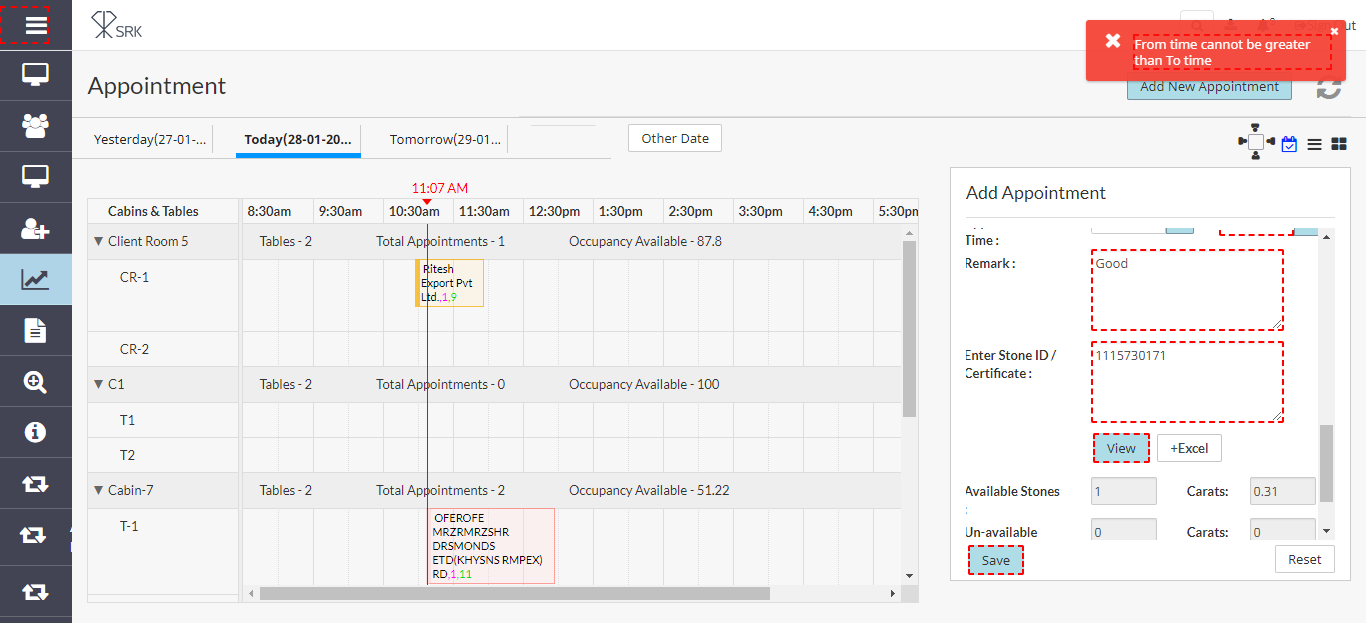 SRK
From time cannot be greater
than To time
Appointment
Add New Appointment
Yesterday(27-01-...
Today(28-01-20...
Tomorrow(29-01...
Other Date
11:07 AM
Cabins & Tables 8:30am 9:30am 10:30am 11:30am 12:30pm 1:30pm 2:30pm 3:30pm 4:30pm 5:30pm
Client Room 5 Tables - 2 Total Appointments - 1 Occupancy Available - 87.8
CR-1
Ritesh
Export Pvt
Ltd.,1,9
CR-2
C1 Tables - 2 Total Appointments - 0 Occupancy Available - 100
T1
T2
Cabin-7 Tables - 2 Total Appointments - 2 Occupancy Available - 51.22
T-1
OFEROFE
MRZRMRZSHR
DRSMONDS
ETD(KHYSNS RMPEX)
RD,1,11
Add Appointment
Time :
Remark :
Good
Enter Stone ID /
Certificate :
1115730171
View
+Excel
Available Stones
:
1
Carats:
0.31
Un-available
0
Carats:
0
Save
Reset